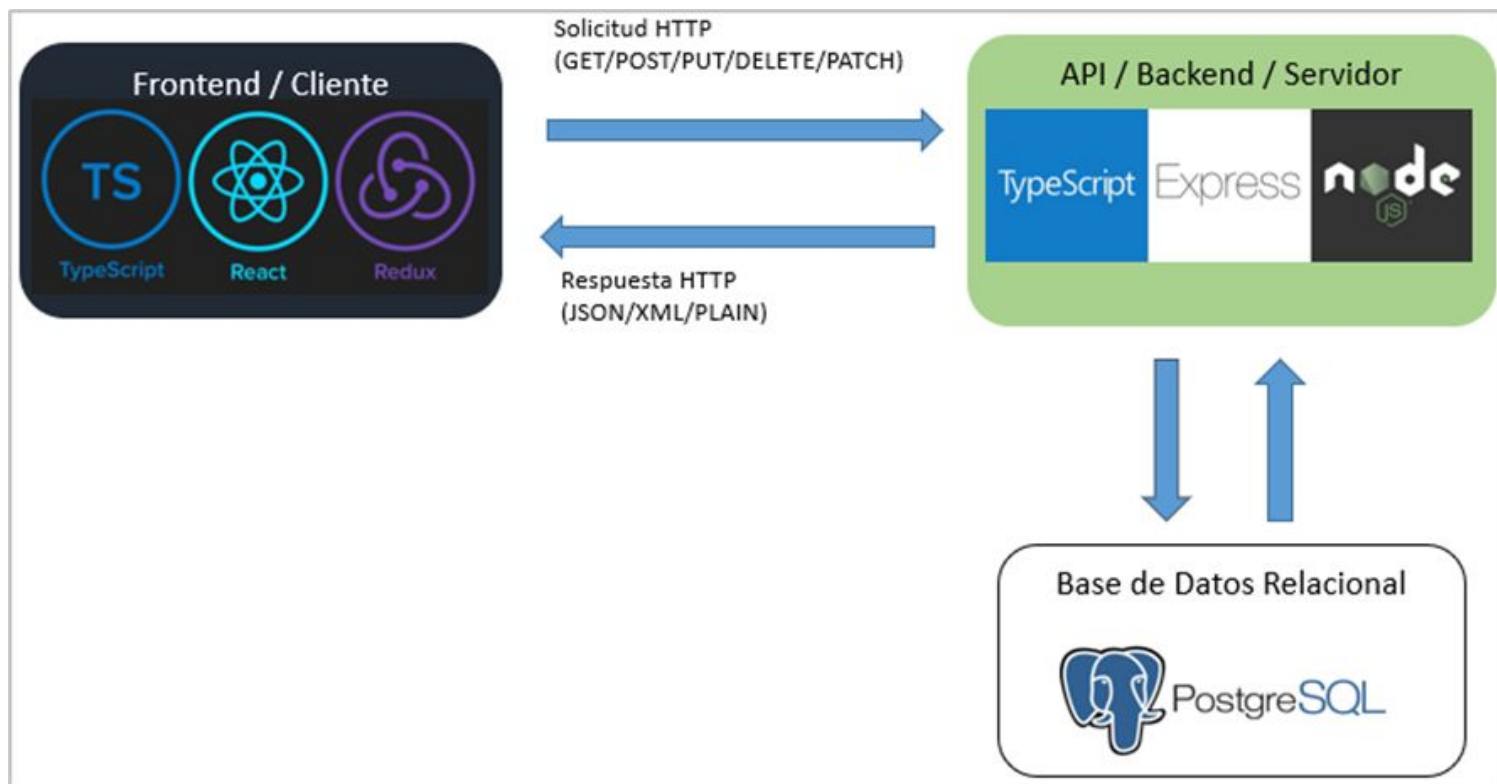 Solicitud HTTP
(GET/POST/PUT/DELETE/PATCH)
Frontend / Cliente
TS
TypeScript
React
Redux
API / Backend / Servidor
TypeScript
Express
node
JS
Respuesta HTTP
(JSON/XML/PLAIN)
Base de Datos Relacional
PostgreSQL